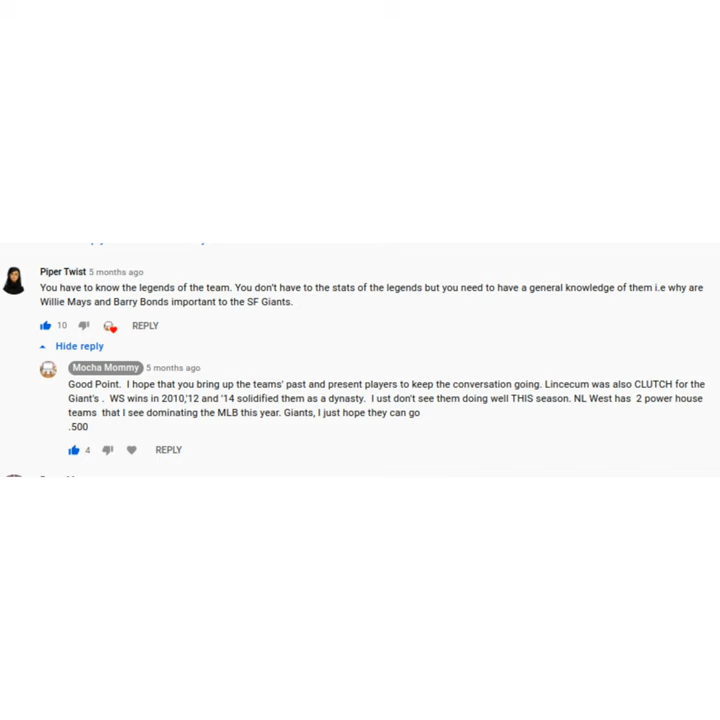 Piper Twist 5 months ago
You have to know the legends of the team. You don't have to the stats of the legends but you need to have a general knowledge of them i.e why are
Willie Mays and Barry Bonds important to the SF Giants.
10 REPLY
Hide reply
Mocha Mommy 5 months ago
Good Point. I hope that you bring up the teams' past and present players to keep the conversation going. Lincecum was also CLUTCH for the
Giant's . WS wins in 2010,'12 and '14 solidified them as a dynasty. I ust don't see them doing well THIS season. NL West has 2 power house
teams that I see dominating the MLB this year. Giants, I just hope they can go
.500
4 REPLY